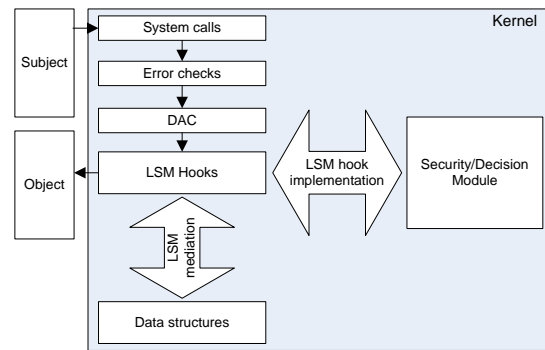 Kernel
System calls
Subject
Error checks
DAC
Object
LSM Hooks
LSM hook
implementation
Security/Decision
Module
LSM
mediation
Data structures